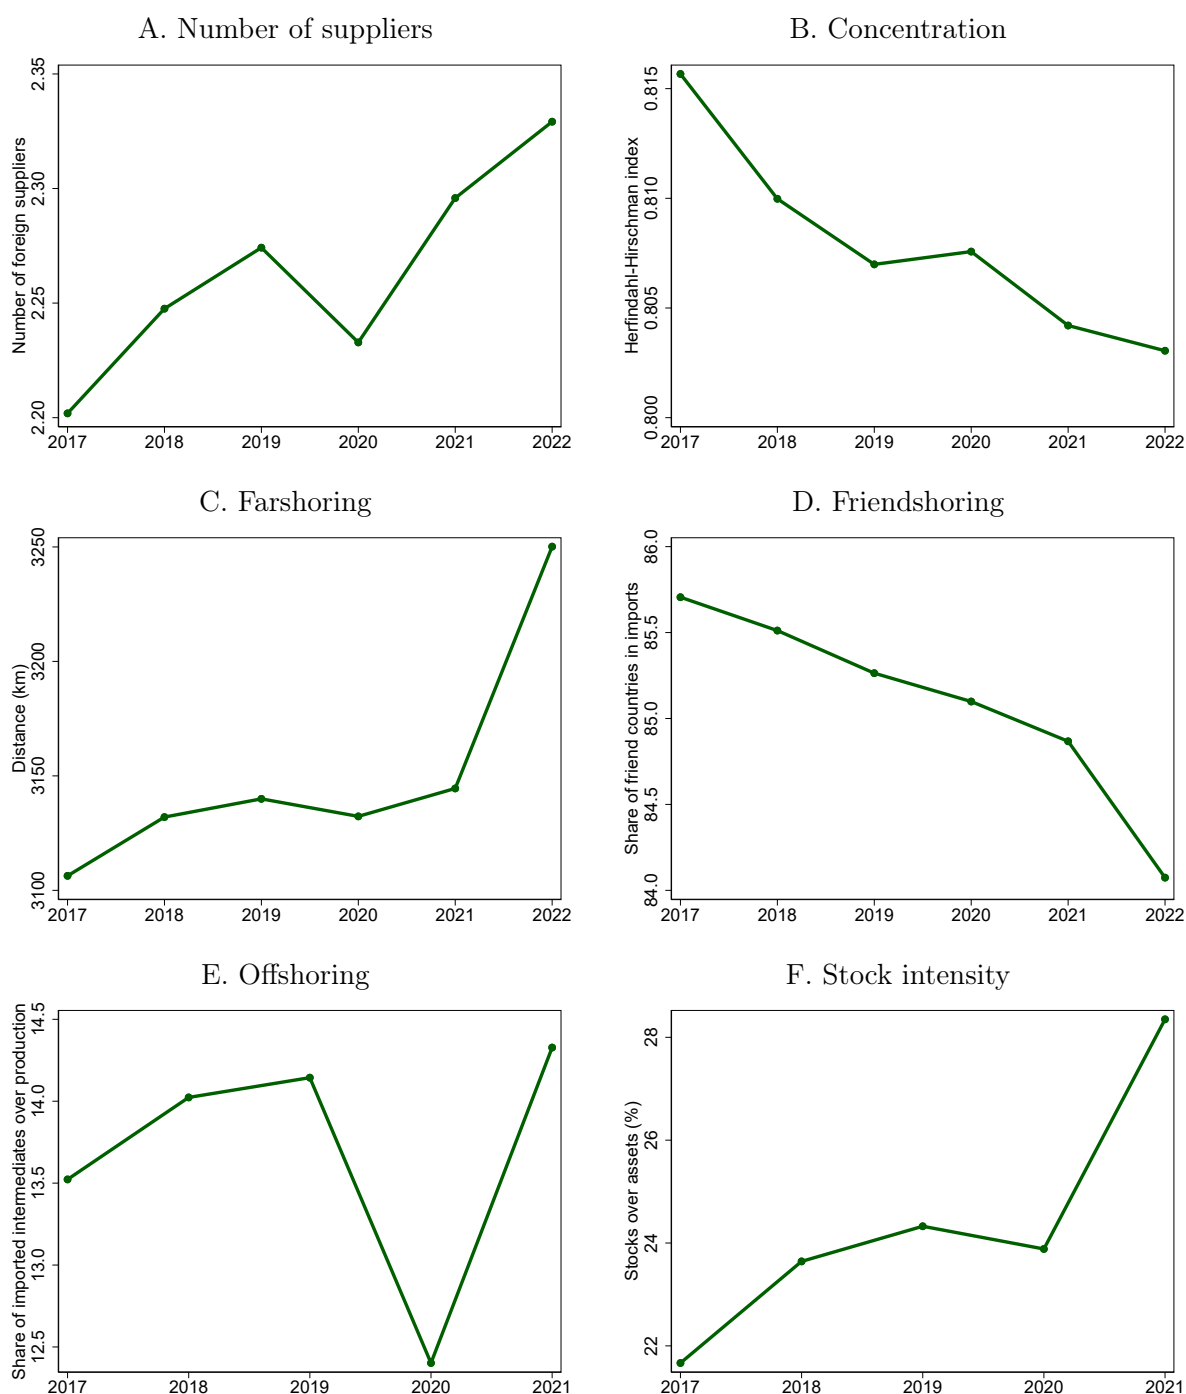 A. Number of suppliers
Number of foreign suppliers
2.35
2.30
2.25
2.20
2017 2018 2019 2020 2021 2022
B. Concentration
Herfindahl-Hirschman index
0.815
0.810
0.805
0.800
2017 2018 2019 2020 2021 2022
C. Farshoring
Distance (km)
3250
3200
3150
3100
2017 2018 2019 2020 2021 2022
D. Friendshoring
Share of friend countries in imports
86.0
85.5
85.0
84.5
84.0
2017 2018 2019 2020 2021 2022
E. Offshoring
Share of imported intermediates over production
14.5
14.0
13.5
13.0
12.5
2017 2018 2019 2020 2021
F. Stock intensity
Stocks over assets (%)
28
26
24
22
2017 2018 2019 2020 2021